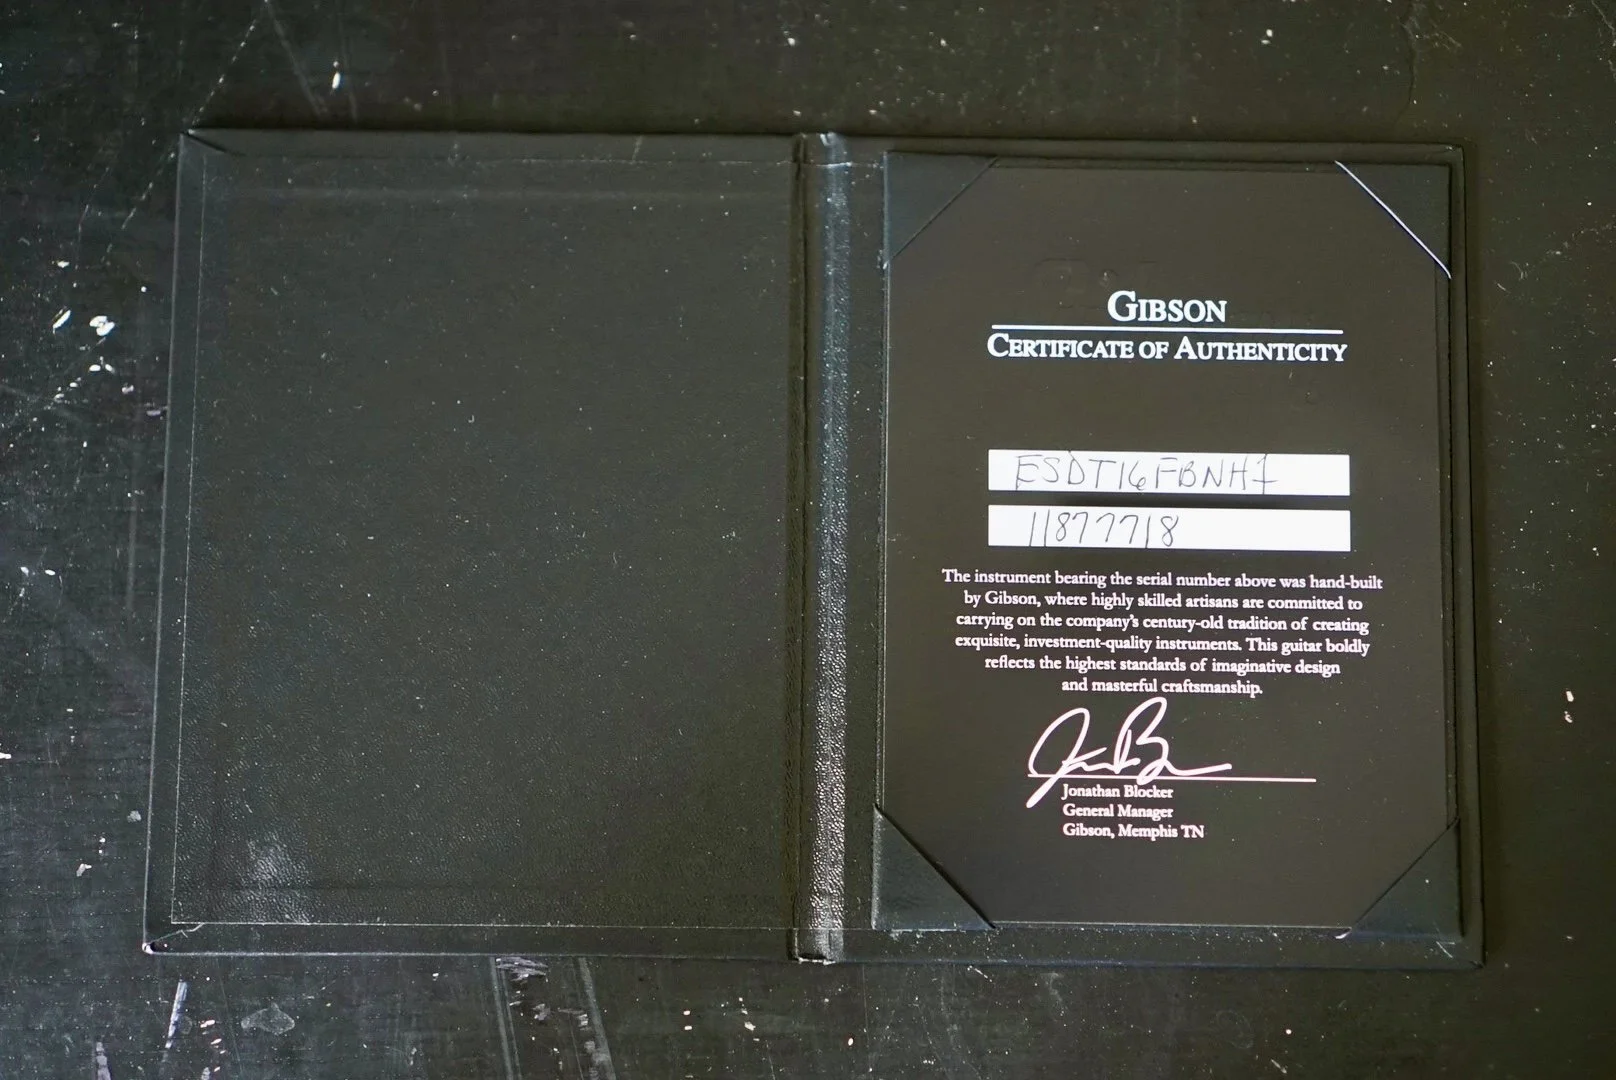 GIBSON
CERTIFICATE OF AUTHENTICITY
ESDT16FBNH1
11877718
The instrument bearing the serial number above was hand-built
by Gibson, where highly skilled artisans are committed to
carrying on the company's century-old tradition of creating
exquisite, investment-quality instruments. This guitar boldly
reflects the highest standards of imaginative design
and masterful craftsmanship.
Jonathan Blocker
General Manager
Gibson, Memphis TN